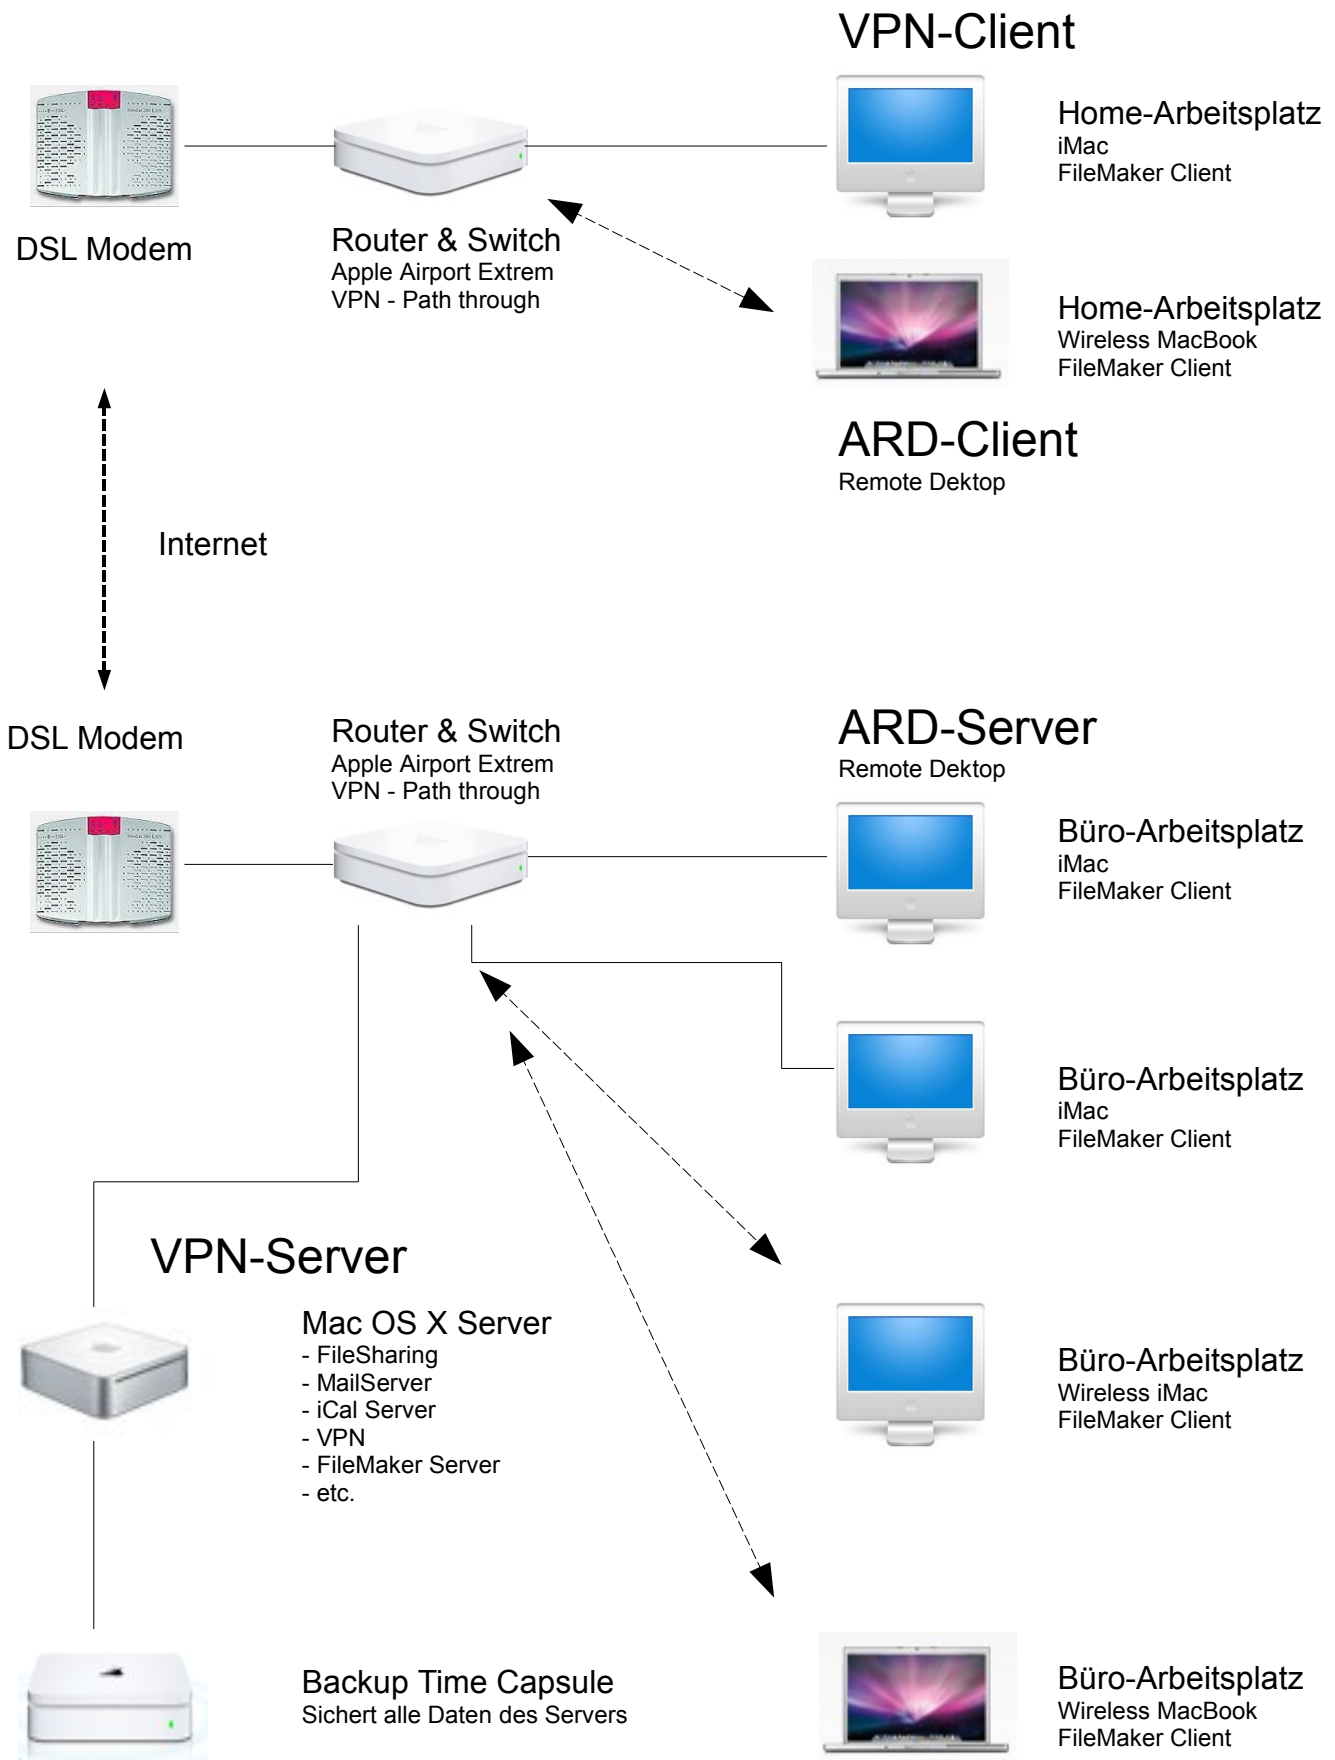 VPN-Client
Home-Arbeitsplatz
iMac
FileMaker Client
DSL Modem
Router & Switch
Apple Airport Extrem
VPN - Path through
Home-Arbeitsplatz
Wireless MacBook
FileMaker Client
ARD-Client
Remote Dektop
Internet
DSL Modem
Router & Switch
Apple Airport Extrem
VPN - Path through
ARD-Server
Remote Dektop
Büro-Arbeitsplatz
iMac
FileMaker Client
Büro-Arbeitsplatz
iMac
FileMaker Client
VPN-Server
Mac OS X Server
- FileSharing
- MailServer
- iCal Server
- VPN
- FileMaker Server
- etc.
Büro-Arbeitsplatz
Wireless iMac
FileMaker Client
Backup Time Capsule
Sichert alle Daten des Servers
Büro-Arbeitsplatz
Wireless MacBook
FileMaker Client